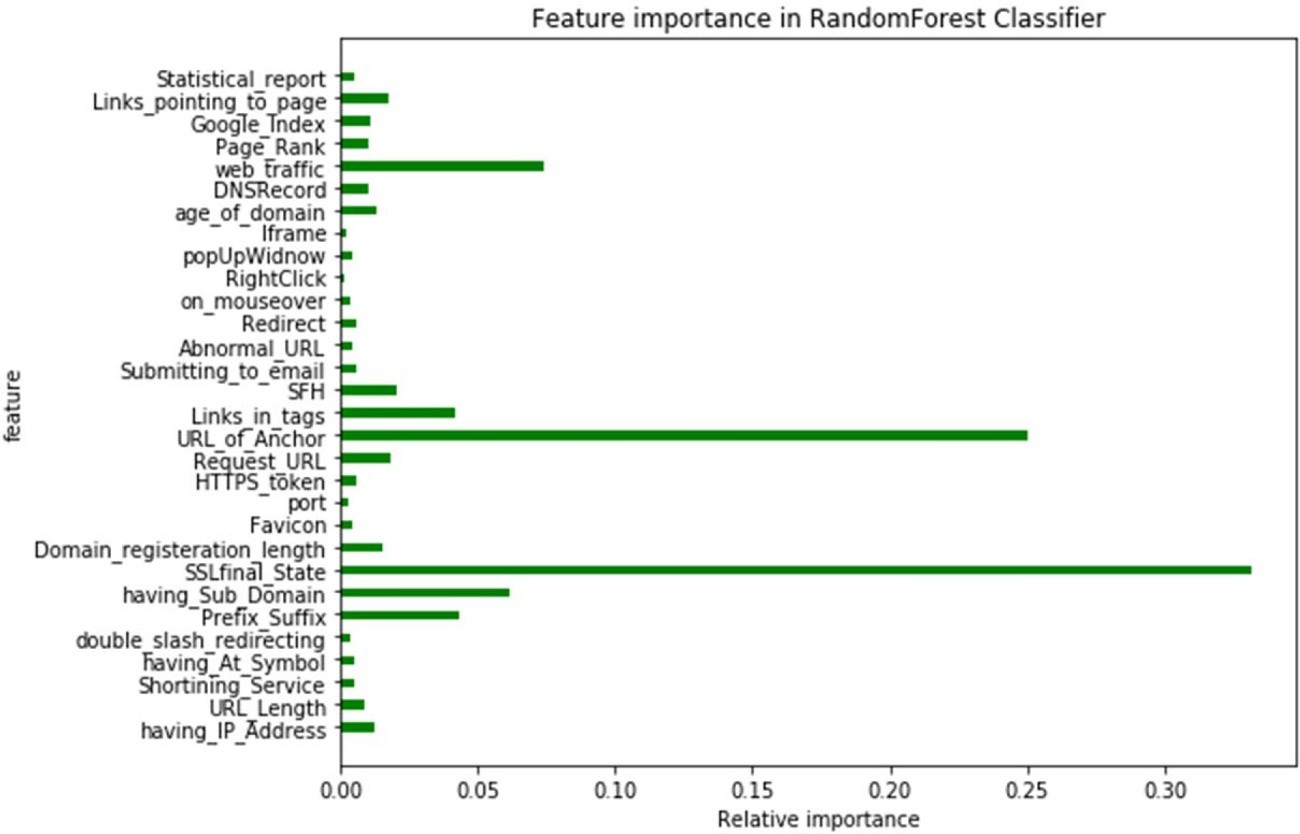 Feature importance in RandomForest Classifier
Statistical_report
Links_pointing_to_page
Google_Index
Page_Rank
web_traffic
DNSRecord
age_of_domain
Iframe
popUpWidnow
RightClick
on_mouseover
Redirect
Abnormal_URL
Submitting_to_email
SFH
Links_in_tags
URL_of_Anchor
Request_URL
HTTPS_token
port
Favicon
Domain_registeration_length
SSLfinal_State
having_Sub_Domain
Prefix_Suffix
double_slash_redirecting
having_At_Symbol
Shortining_Service
URL_Length
having_IP_Address
feature
0.00 0.05 0.10 0.15 0.20 0.25 0.30
Relative importance